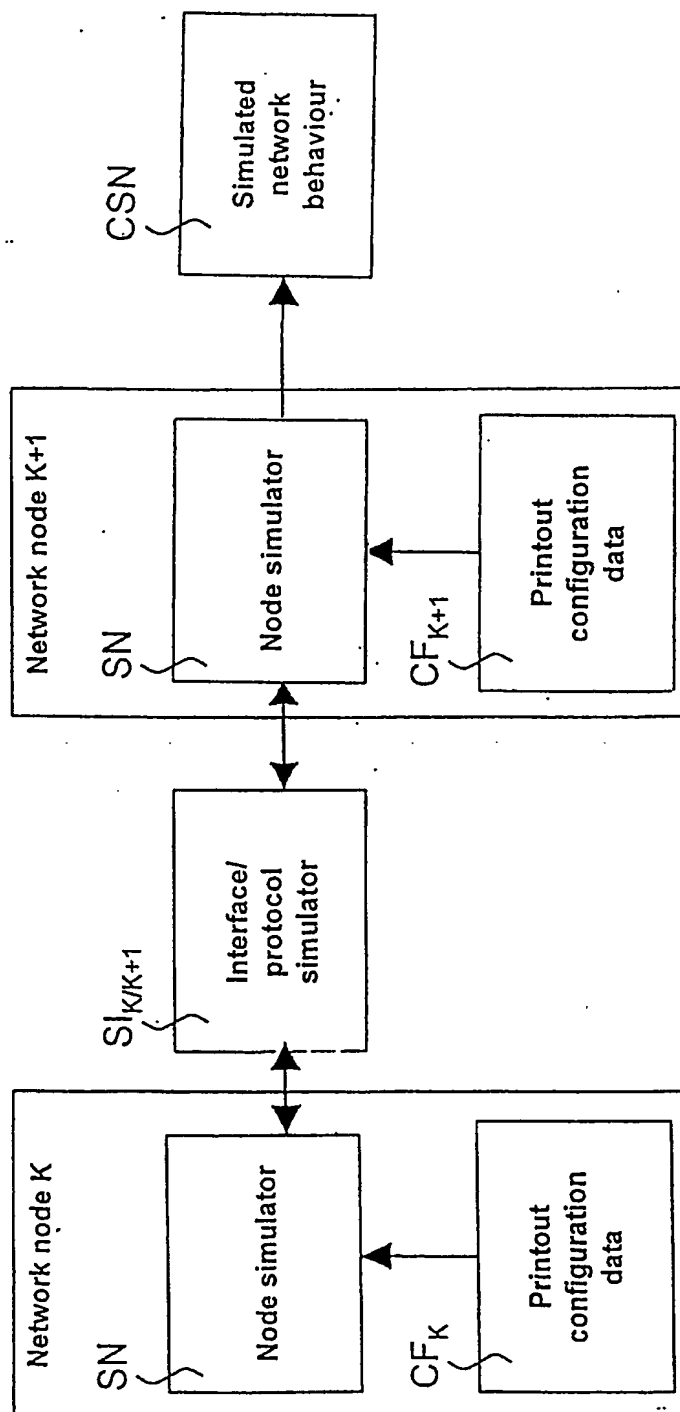 Network node K
SN
Node simulator
CF_K
Printout
configuration
data
SI_K/K+1
Interface/
protocol
simulator
Network node K+1
SN
Node simulator
CF_K+1
Printout
configuration
data
CSN
Simulated
network
behaviour